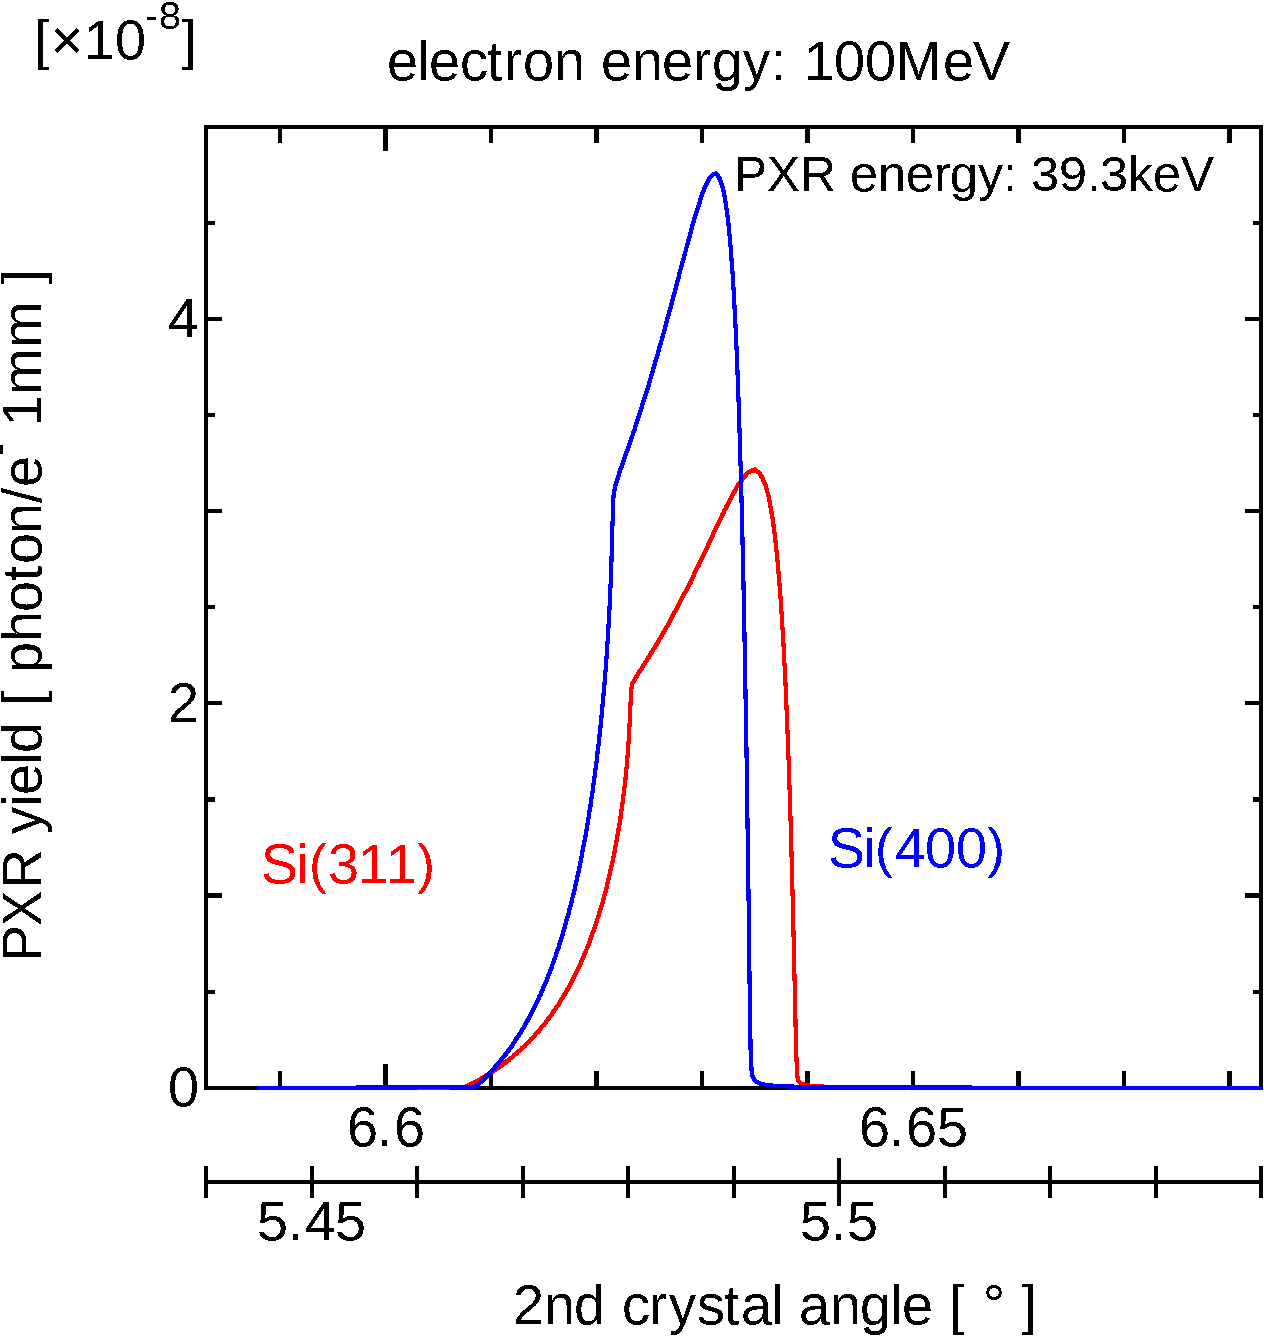 [×10-8]
electron energy: 100MeV
PXR energy: 39.3keV
PXR yield [ photon/e- 1mm ]
4
2
0
Si(311)
Si(400)
6.6 6.65
5.45 5.5
2nd crystal angle [ ° ]